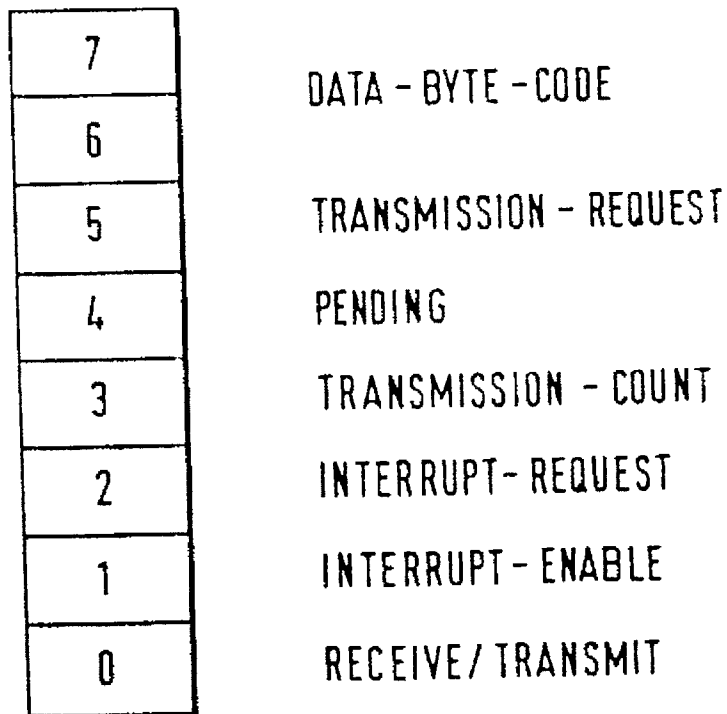 7
DATA - BYTE - CODE
6
5 TRANSMISSION - REQUEST
4 PENDING
3 TRANSMISSION - COUNT
2 INTERRUPT- REQUEST
1 INTERRUPT - ENABLE
0 RECEIVE / TRANSMIT